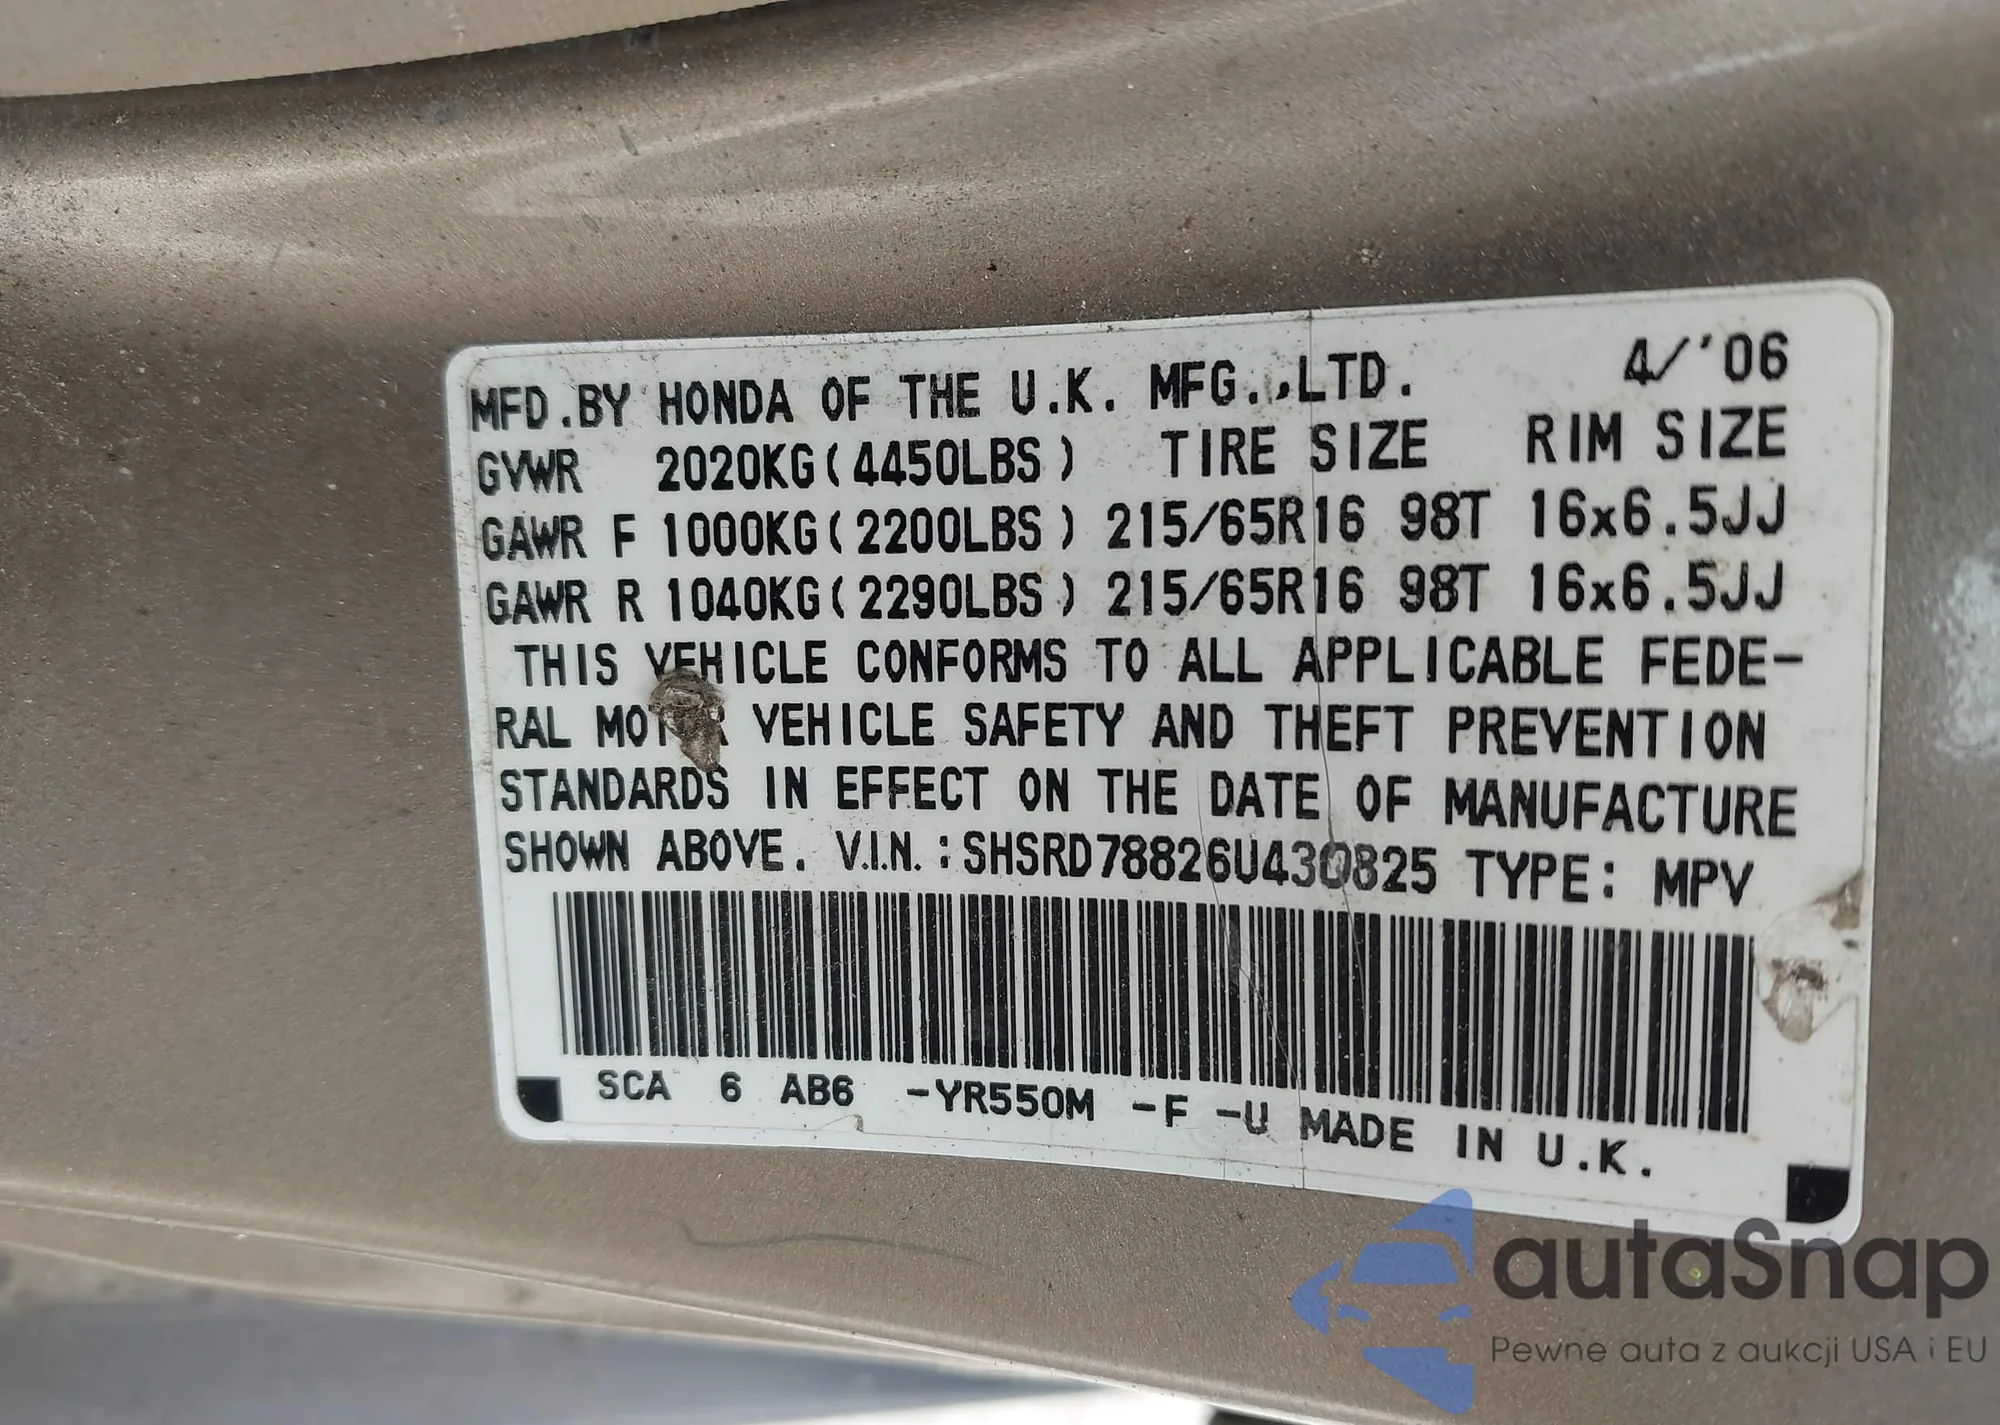 MFD.BY HONDA OF THE U.K. MFG.,LTD. 4/'06
GVWR 2020KG(4450LBS) TIRE SIZE RIM SIZE
GAWR F 1000KG(2200LBS) 215/65R16 98T 16x6.5JJ
GAWR R 1040KG(2290LBS) 215/65R16 98T 16x6.5JJ
THIS VEHICLE CONFORMS TO ALL APPLICABLE FEDE-
RAL MOTOR VEHICLE SAFETY AND THEFT PREVENTION
STANDARDS IN EFFECT ON THE DATE OF MANUFACTURE
SHOWN ABOVE. V.I.N.:SHSRD78826U430825 TYPE: MPV
SCA 6 AB6 -YR550M -F -U MADE IN U.K.
autaSnap
Pewne auta z aukcji USA i EU